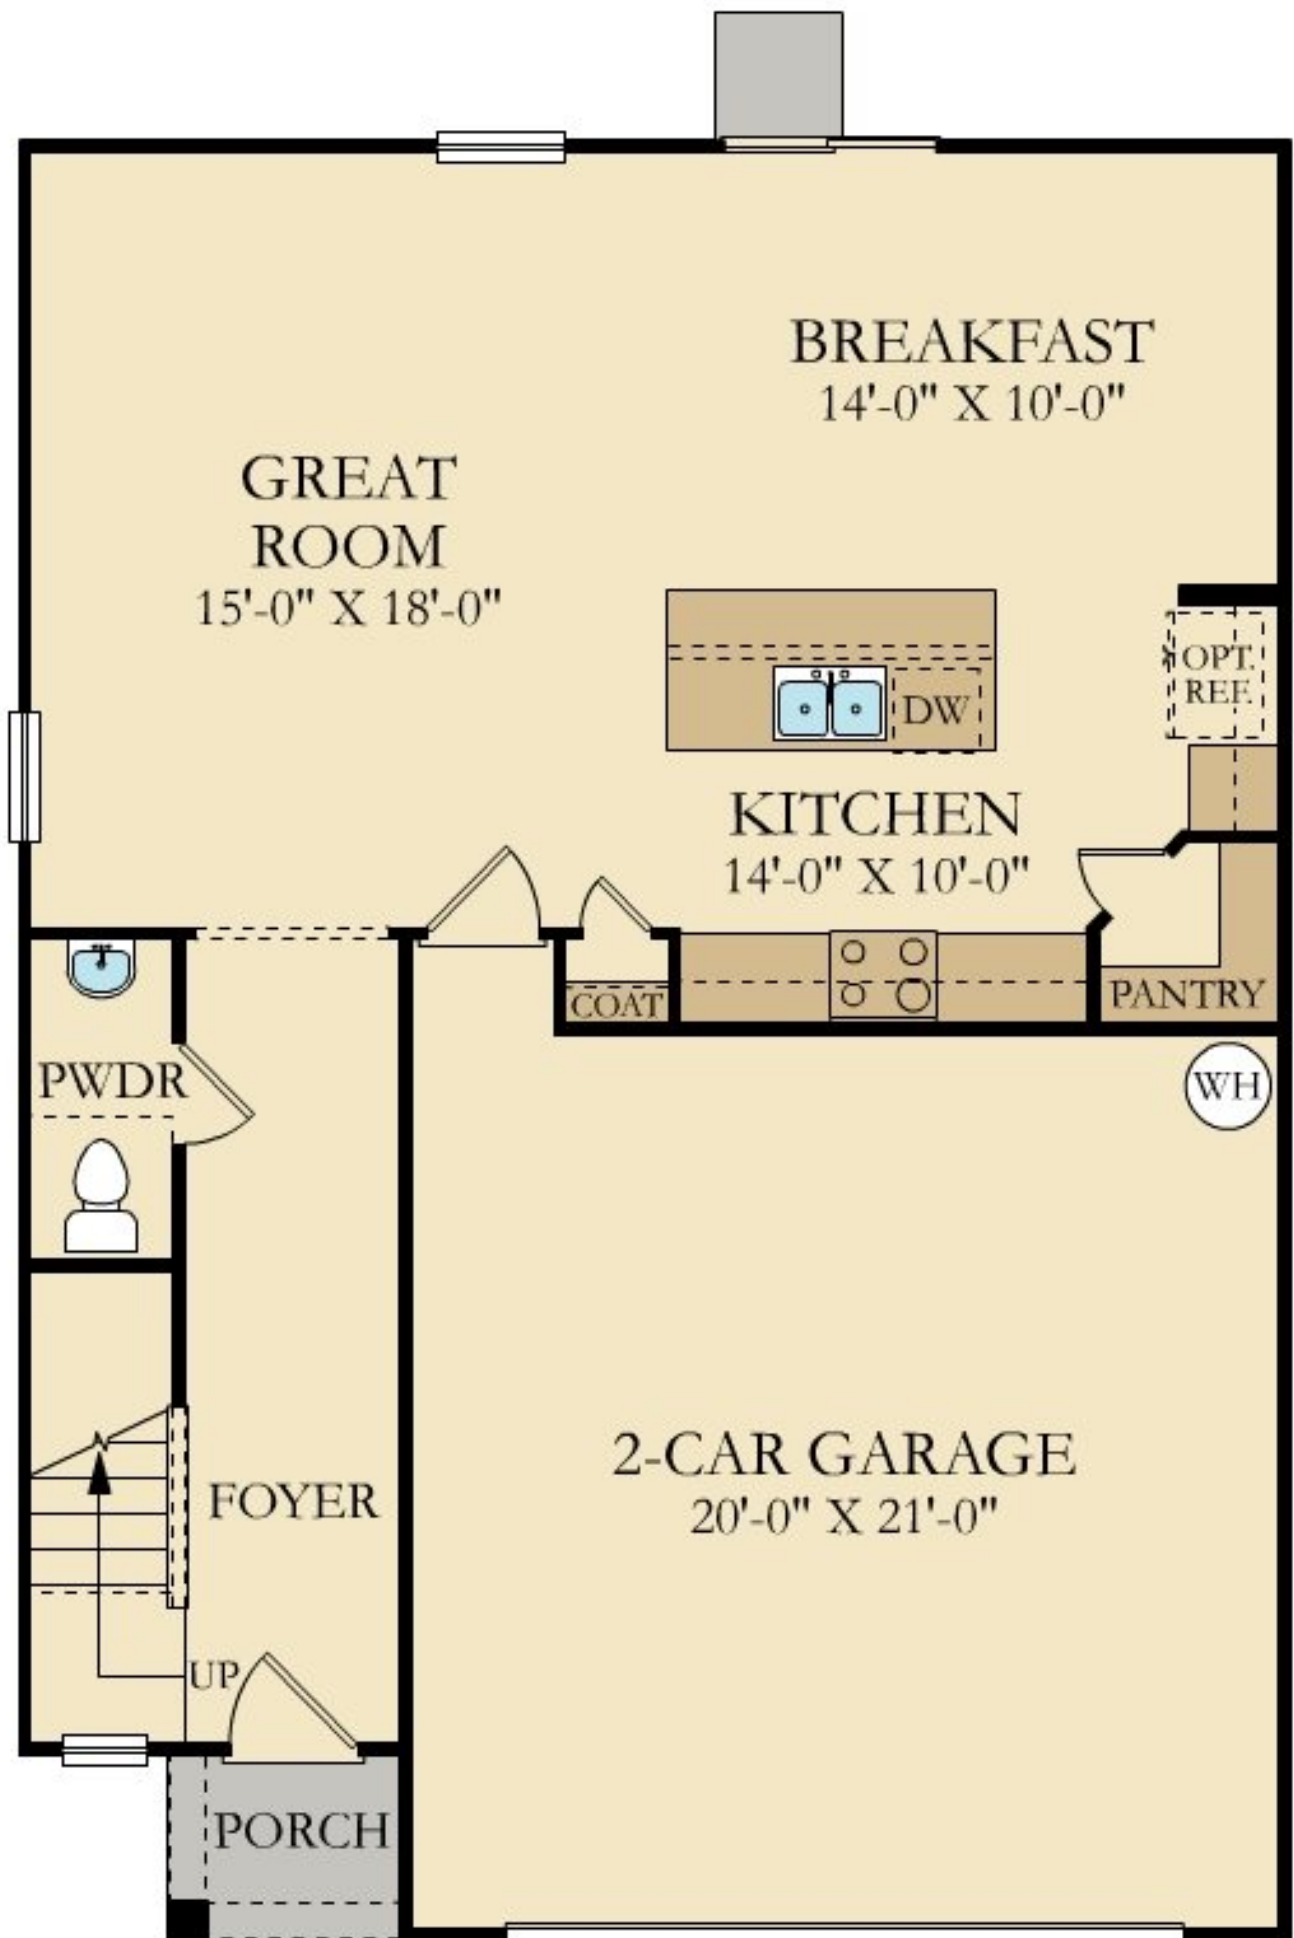 BREAKFAST
14'-0" X 10'-0"
GREAT
ROOM
15'-0" X 18'-0"
OPT.
REF.
DW
KITCHEN
14'-0" X 10'-0"
COAT
PANTRY
PWDR
WH
2-CAR GARAGE
20'-0" X 21'-0"
FOYER
UP
PORCH